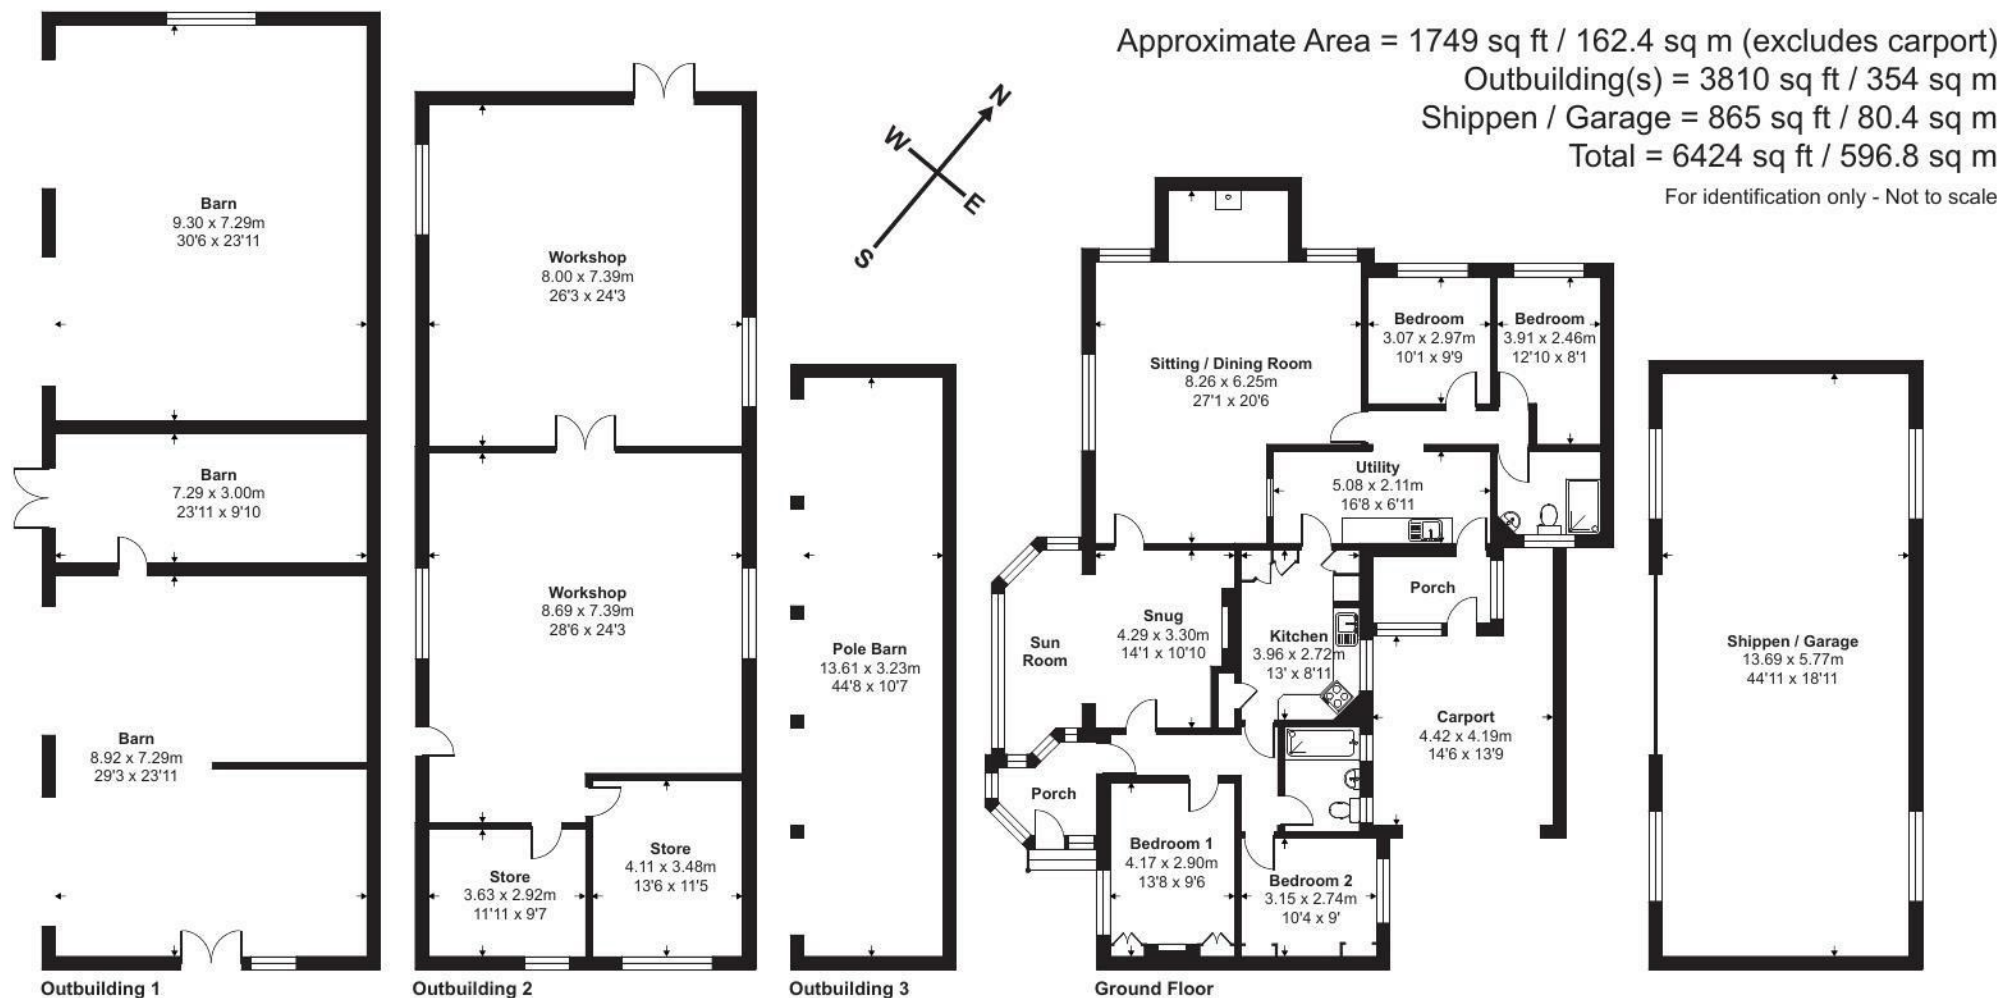 Approximate Area = 1749 sq ft / 162.4 sq m (excludes carport)
Outbuilding(s) = 3810 sq ft / 354 sq m
Shippen / Garage = 865 sq ft / 80.4 sq m
Total = 6424 sq ft / 596.8 sq m
For identification only - Not to scale
N
W
E
S
Barn
9.30 x 7.29m
30'6 x 23'11
Barn
7.29 x 3.00m
23'11 x 9'10
Barn
8.92 x 7.29m
29'3 x 23'11
Outbuilding 1
Workshop
8.00 x 7.39m
26'3 x 24'3
Workshop
8.69 x 7.39m
28'6 x 24'3
Store
3.63 x 2.92m
11'11 x 9'7
Store
4.11 x 3.48m
13'6 x 11'5
Outbuilding 2
Pole Barn
13.61 x 3.23m
44'8 x 10'7
Outbuilding 3
Sitting / Dining Room
8.26 x 6.25m
27'1 x 20'6
Bedroom
3.07 x 2.97m
10'1 x 9'9
Bedroom
3.91 x 2.46m
12'10 x 8'1
Utility
5.08 x 2.11m
16'8 x 6'11
Porch
Sun
Room
Snug
4.29 x 3.30m
14'1 x 10'10
Kitchen
3.96 x 2.72m
13' x 8'11
Carport
4.42 x 4.19m
14'6 x 13'9
Porch
Bedroom 1
4.17 x 2.90m
13'8 x 9'6
Bedroom 2
3.15 x 2.74m
10'4 x 9'
Ground Floor
Shippen / Garage
13.69 x 5.77m
44'11 x 18'11